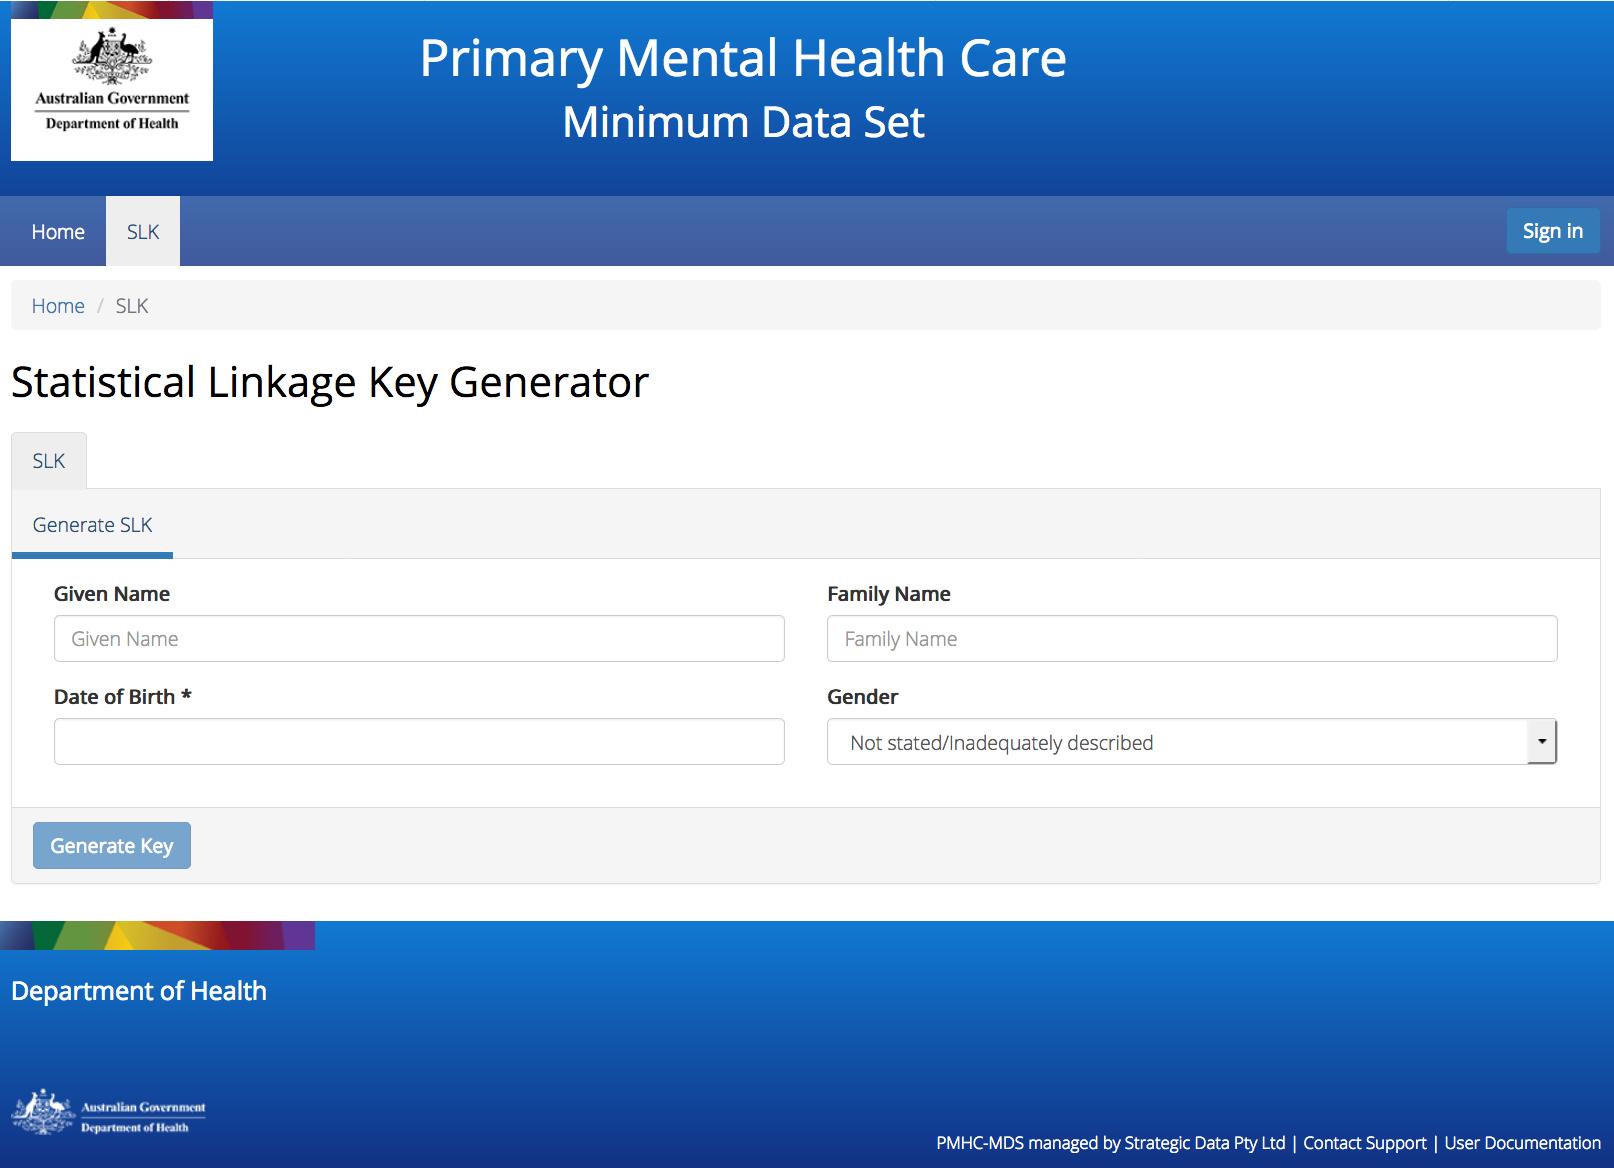 Australian Government
Department of Health
Primary Mental Health Care
Minimum Data Set
Home SLK Sign in
Home / SLK
Statistical Linkage Key Generator
SLK
Generate SLK
Given Name Family Name
Given Name Family Name
Date of Birth * Gender
Not stated/Inadequately described
Generate Key
Department of Health
Australian Government
Department of Health
PMHC-MDS managed by Strategic Data Pty Ltd | Contact Support | User Documentation